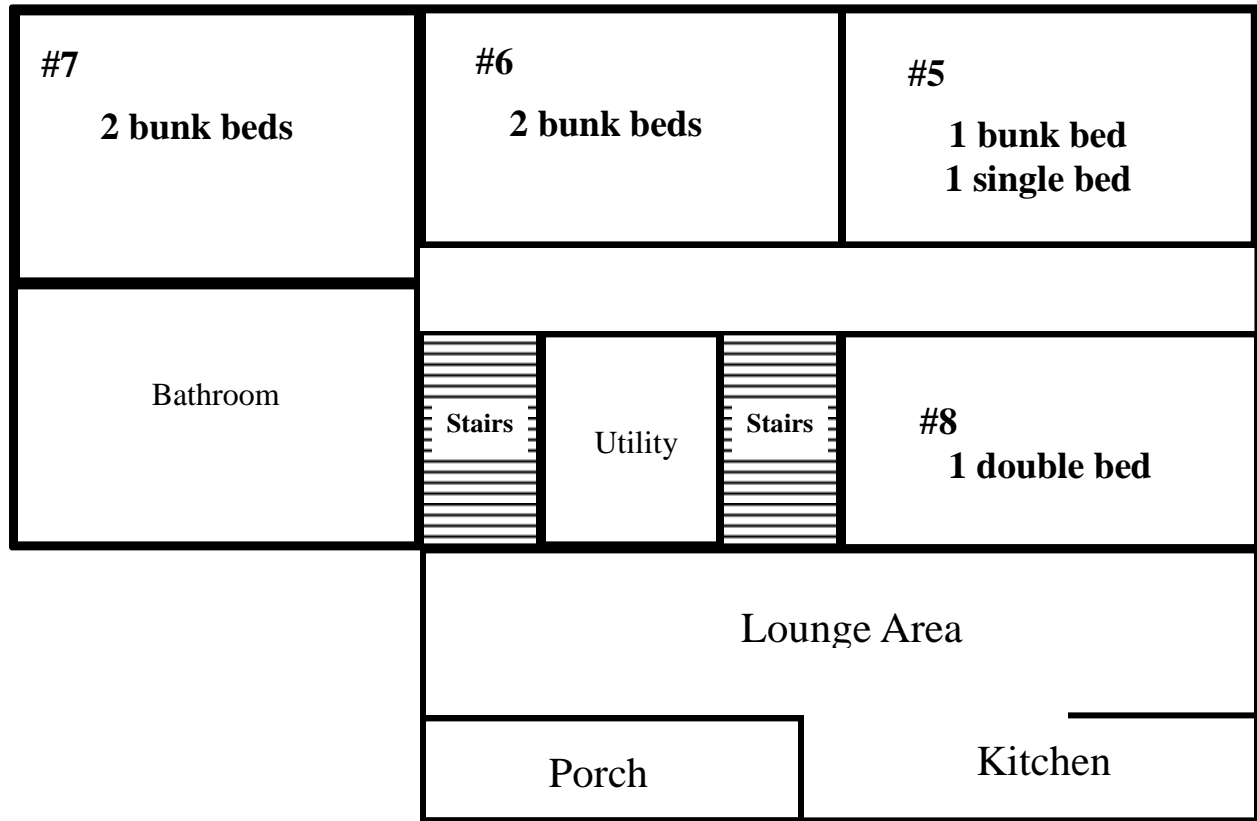 #7
2 bunk beds
#6
2 bunk beds
#5
1 bunk bed
1 single bed
Bathroom
Stairs
Utility
Stairs
#8
1 double bed
Lounge Area
Porch
Kitchen